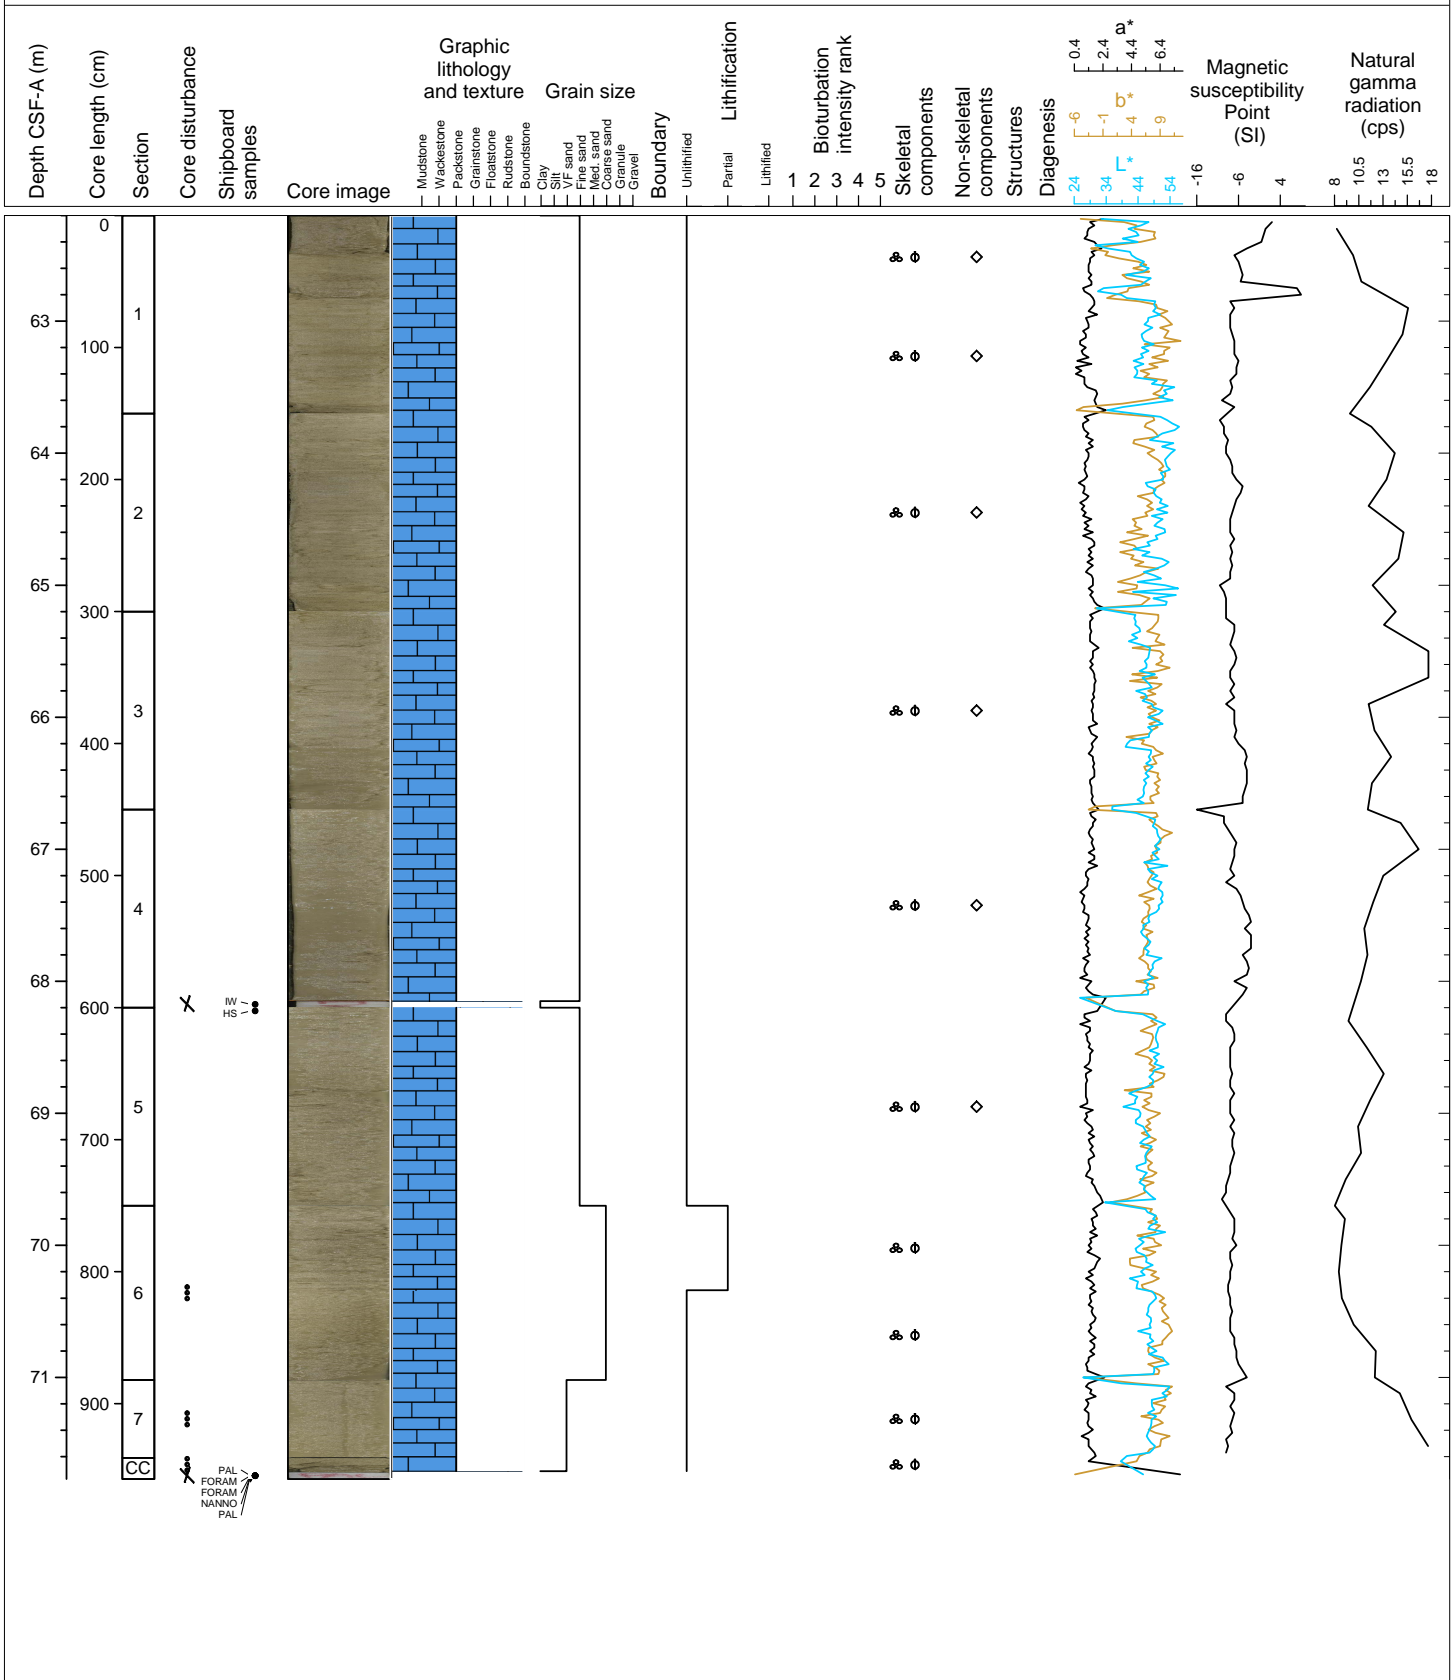 Depth CSF-A (m)
Core length (cm)
Section
Core disturbance
Shipboard
samples
Core image
Graphic
lithology
and texture
Mudstone
Wackestone
Packstone
Grainstone
Floatstone
Rudstone
Boundstone
Grain size
Clay
Silt
VF sand
Fine sand
Med. sand
Coarse sand
Granule
Gravel
Boundary
Lithification
Unlithified
Partial
Lithified
Bioturbation
intensity rank
1 2 3 4 5
Skeletal
components
Non-skeletal
components
Structures
Diagenesis
a*
0.4 2.4 4.4 6.4
b*
-6 -1 4 9
L*
24 34 44 54
Magnetic
susceptibility
Point
(SI)
-16 -6 4
Natural
gamma
radiation
(cps)
8 10.5 13 15.5 18
0
63
1
100
64
200
2
65
300
3
66
400
67
500
4
68
600
IW
HS
5
69
700
70
800
6
71
900
7
CC
PAL
FORAM
FORAM
NANNO
PAL